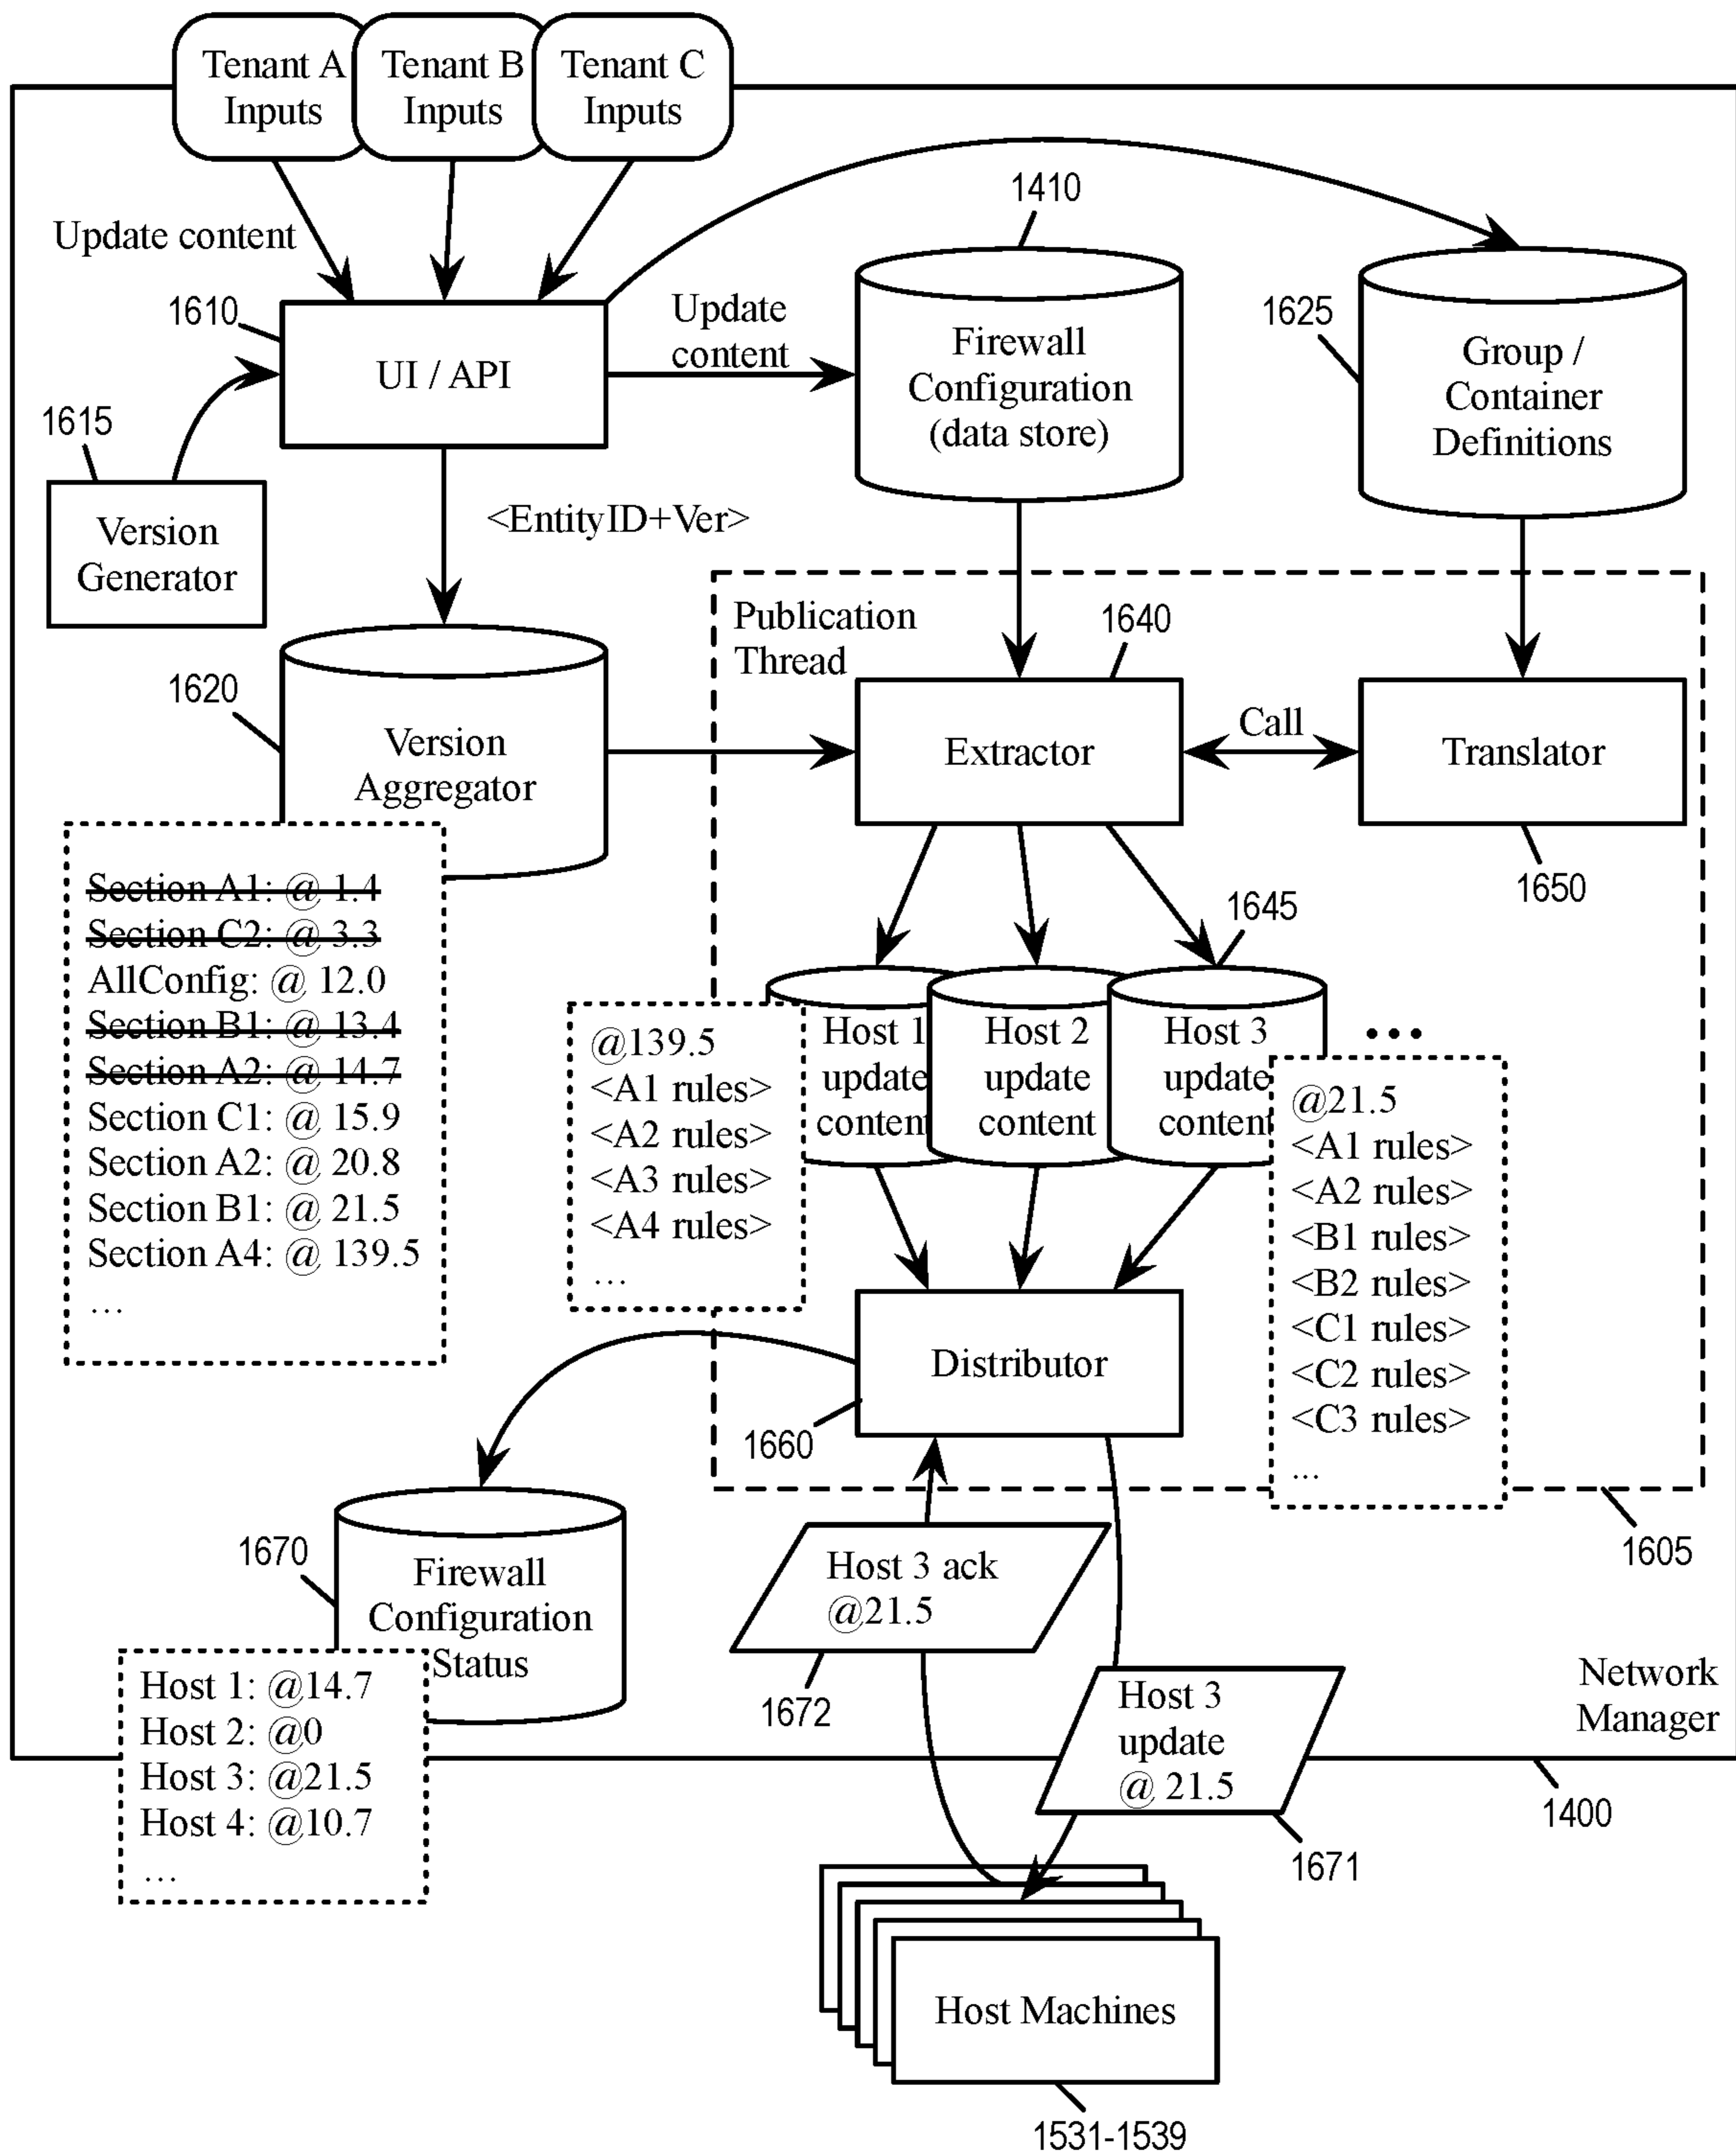 Tenant A
Inputs
Tenant B
Inputs
Tenant C
Inputs
Update content
1410
1610
UI / API
Update
content
Firewall
Configuration
(data store)
1625
Group /
Container
Definitions
1615
Version
Generator
<EntityID+Ver>
Publication
Thread
1640
1620
Version
Aggregator
Extractor
Call
Translator
1650
Section A1: @ 1.4
Section C2: @ 3.3
AllConfig: @ 12.0
Section B1: @ 13.4
Section A2: @ 14.7
Section C1: @ 15.9
Section A2: @ 20.8
Section B1: @ 21.5
Section A4: @ 139.5
...
1645
@139.5
<A1 rules>
<A2 rules>
<A3 rules>
<A4 rules>
...
Host 1
update
content
Host 2
update
content
Host 3
update
content
•••
@21.5
<A1 rules>
<A2 rules>
<B1 rules>
<B2 rules>
<C1 rules>
<C2 rules>
<C3 rules>
...
Distributor
1660
1605
1670
Firewall
Configuration
Status
Host 1: @14.7
Host 2: @0
Host 3: @21.5
Host 4: @10.7
...
Host 3 ack
@21.5
1672
Host 3
update
@ 21.5
1671
Network
Manager
1400
Host Machines
1531-1539